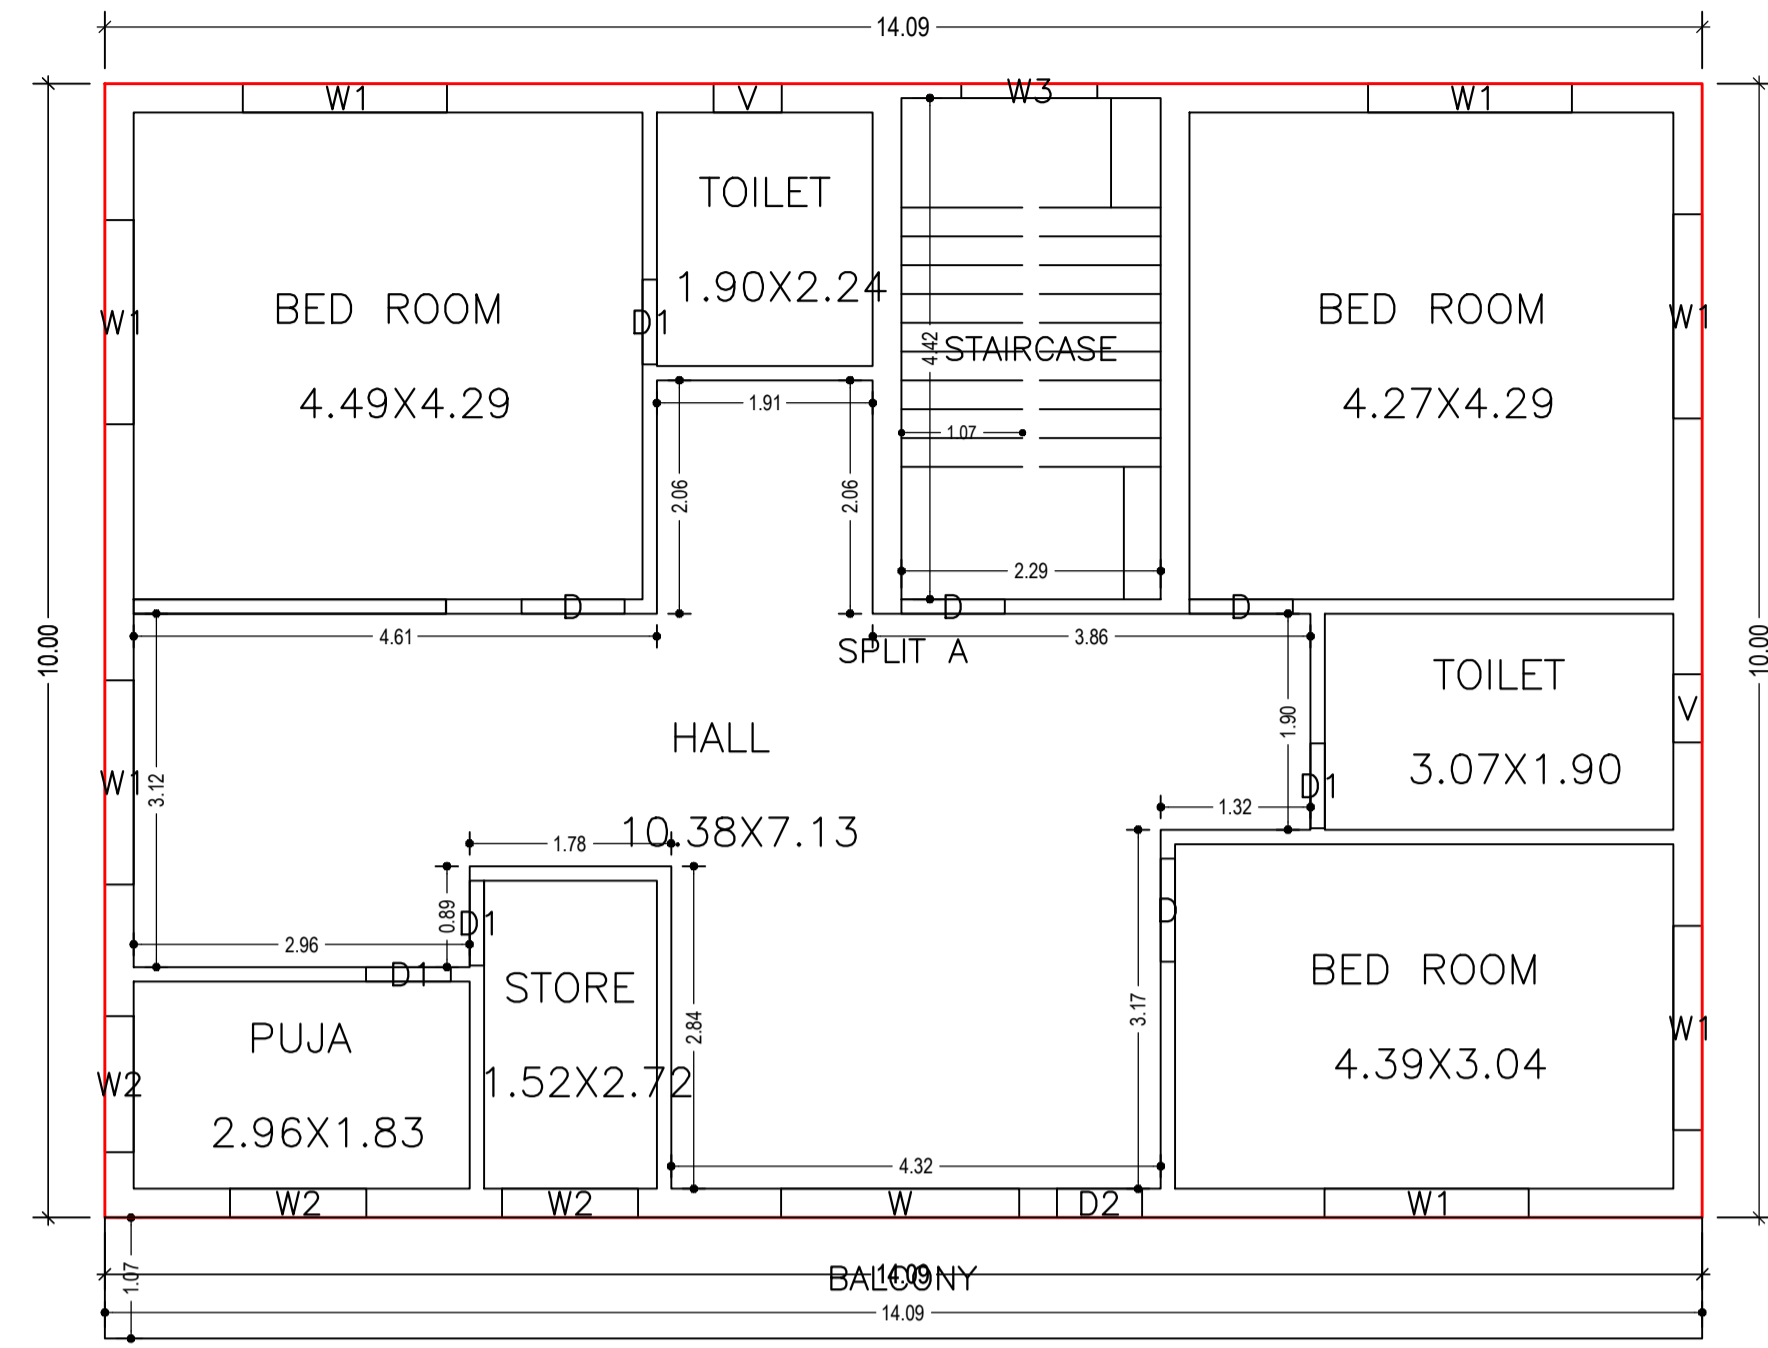 14.09
W1
V
W3
W1
TOILET
1.90X2.24
BED ROOM
4.49X4.29
W1
D1
4.42
STAIRCASE
BED ROOM
4.27X4.29
W1
1.91
1.07
2.06
2.06
2.29
D
D
D
10.00
4.61
3.86
SPLIT A
10.00
TOILET
3.07X1.90
V
1.90
HALL
10.38X7.13
W1
3.12
D1
1.32
1.78
0.89
D1
D
2.96
D1
STORE
1.52X2.72
2.84
3.17
BED ROOM
4.39X3.04
W1
PUJA
2.96X1.83
W2
4.32
W2
W2
W
D2
W1
1.07
BALCONY
14.09
14.09